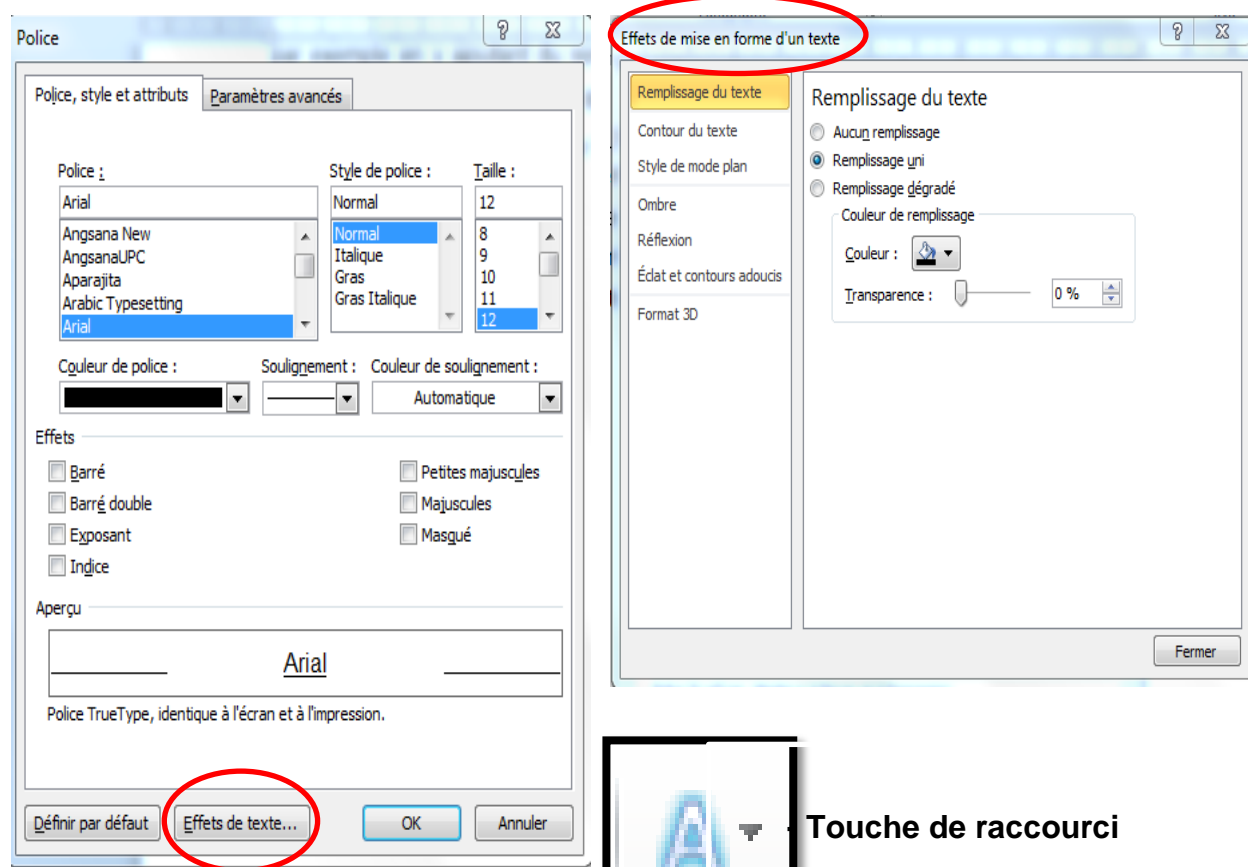 Police
Police, style et attributs
Paramètres avancés
Police :
Style de police :
Taille :
Arial
Normal
12
Angsana New
AngsanaUPC
Aparajita
Arabic Typesetting
Arial
Normal
Italique
Gras
Gras Italique
8
9
10
11
12
Couleur de police :
Soulignement :
Couleur de soulignement :
Automatique
Effets
Barré
Barré double
Exposant
Indice
Petites majuscules
Majuscules
Masqué
Aperçu
Arial
Police TrueType, identique à l'écran et à l'impression.
Définir par défaut
Effets de texte...
OK
Annuler
Effets de mise en forme d'un texte
Remplissage du texte
Contour du texte
Style de mode plan
Ombre
Réflexion
Éclat et contours adoucis
Format 3D
Remplissage du texte
Aucun remplissage
Remplissage uni
Remplissage dégradé
Couleur de remplissage
Couleur :
Transparence :
0 %
Fermer
A
Touche de raccourci